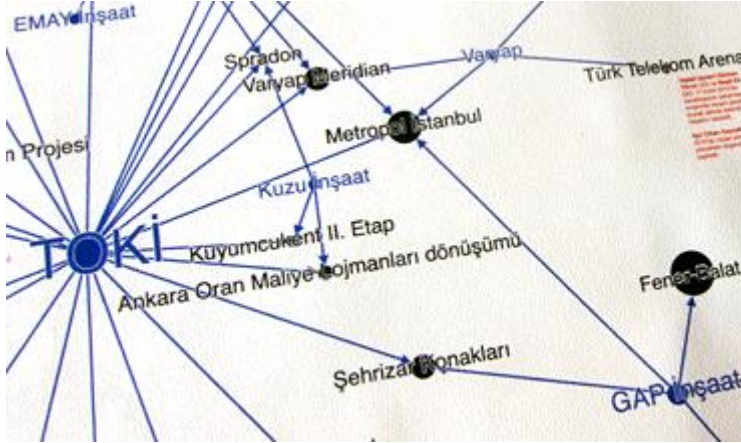 EMAY İnşaat
Spradon
Varyap Meridian
Varyap
Türk Telekom Arena
Metropol İstanbul
n Projesi
Kuzu İnşaat
TOKİ
Kuyumcukent II. Etap
Ankara Oran Maliye Lojmanları dönüşümü
Fener-Balat
Şehrizar Konakları
GAP İnşaat